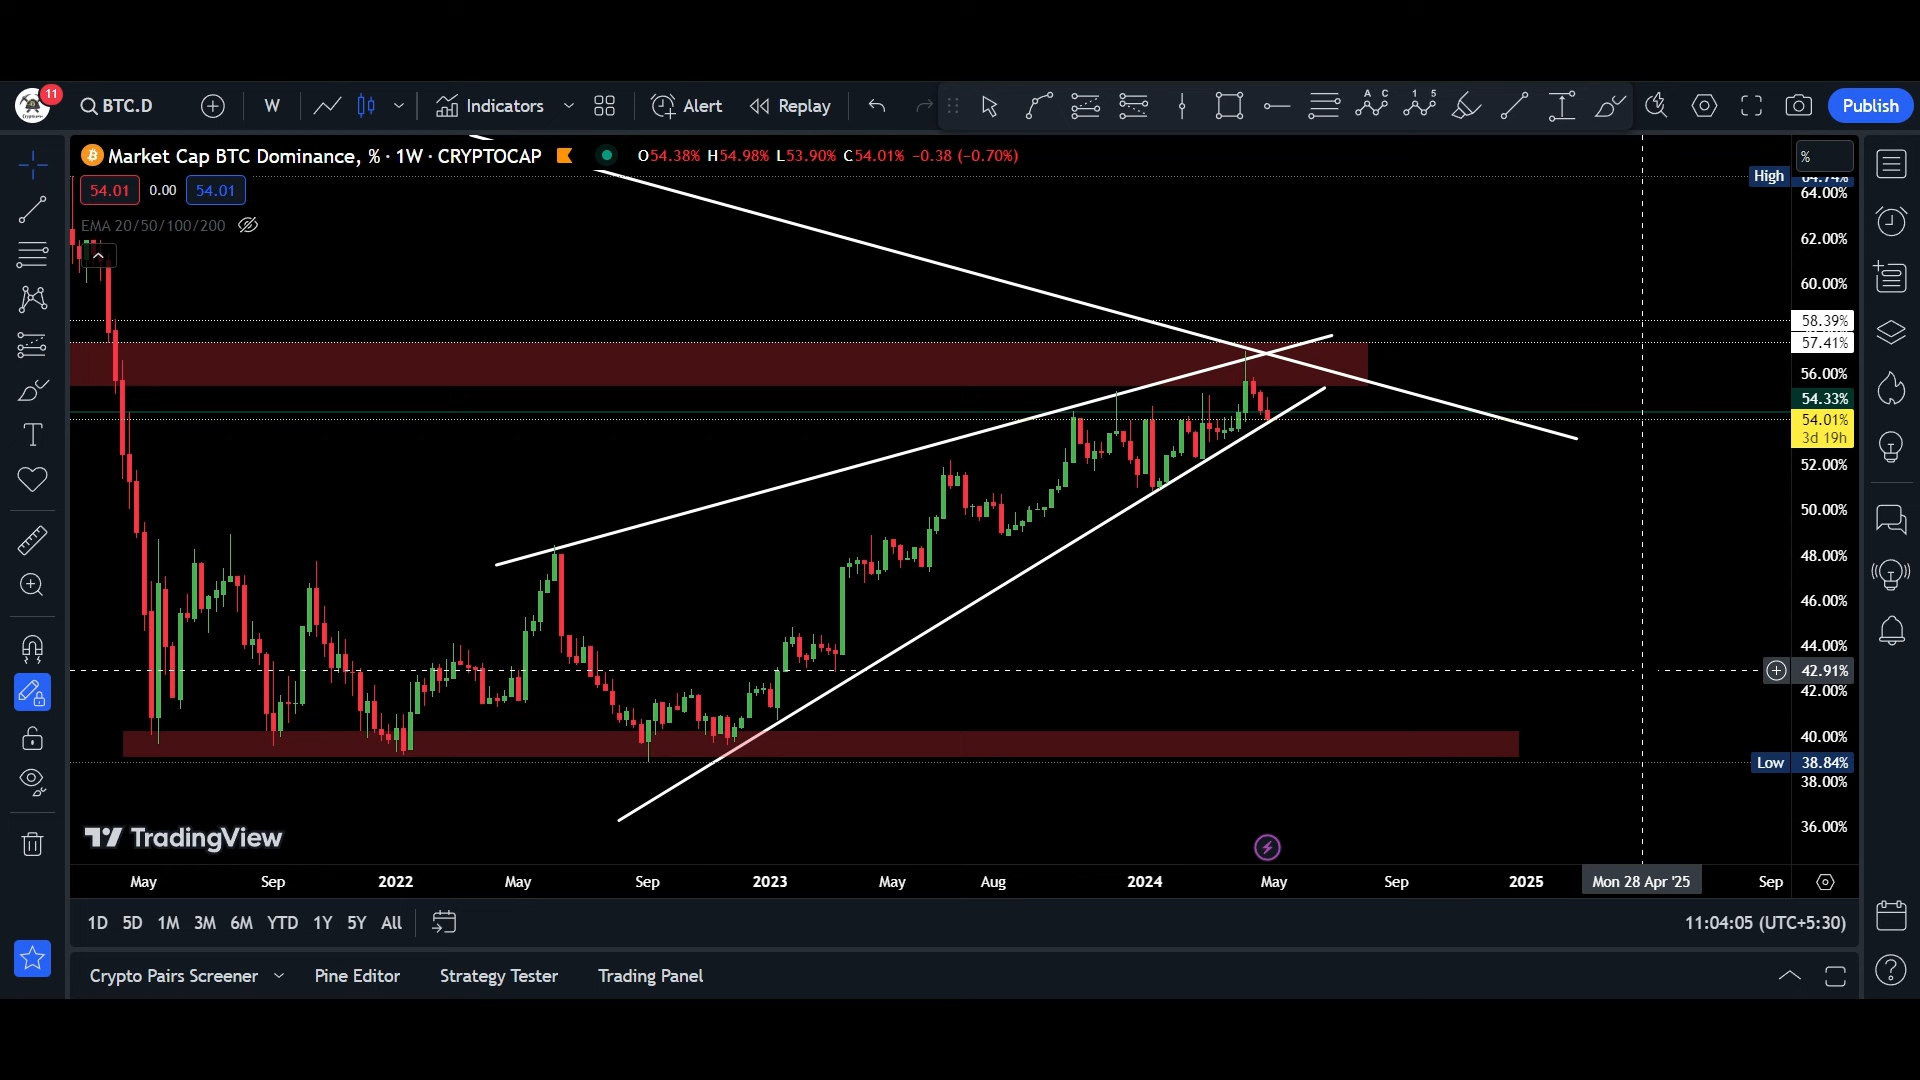 11
BTC.D
W
Indicators
Alert
Replay
A C
1 5
Publish
Market Cap BTC Dominance, % · 1W · CRYPTOCAP
O54.38% H54.98% L53.90% C54.01% −0.38 (−0.70%)
%
High
64.74%
64.00%
54.01 0.00 54.01
EMA 20/50/100/200
62.00%
60.00%
58.39%
57.41%
56.00%
54.33%
54.01%
3d 19h
52.00%
50.00%
48.00%
46.00%
44.00%
42.91%
42.00%
40.00%
Low 38.84%
38.00%
36.00%
TradingView
May Sep 2022 May Sep 2023 May Aug 2024 May Sep 2025 Mon 28 Apr '25 Sep
1D 5D 1M 3M 6M YTD 1Y 5Y All
11:04:05 (UTC+5:30)
Crypto Pairs Screener Pine Editor Strategy Tester Trading Panel